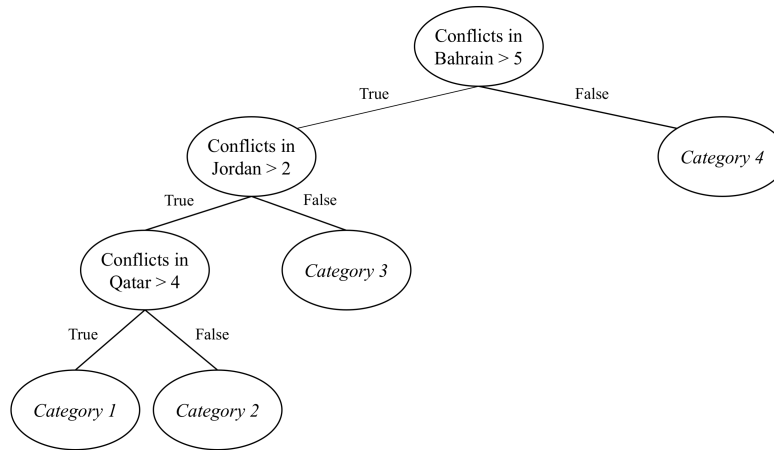 Conflicts in
Bahrain > 5
True
False
Conflicts in
Jordan > 2
Category 4
True
False
Conflicts in
Qatar > 4
Category 3
True
False
Category 1
Category 2